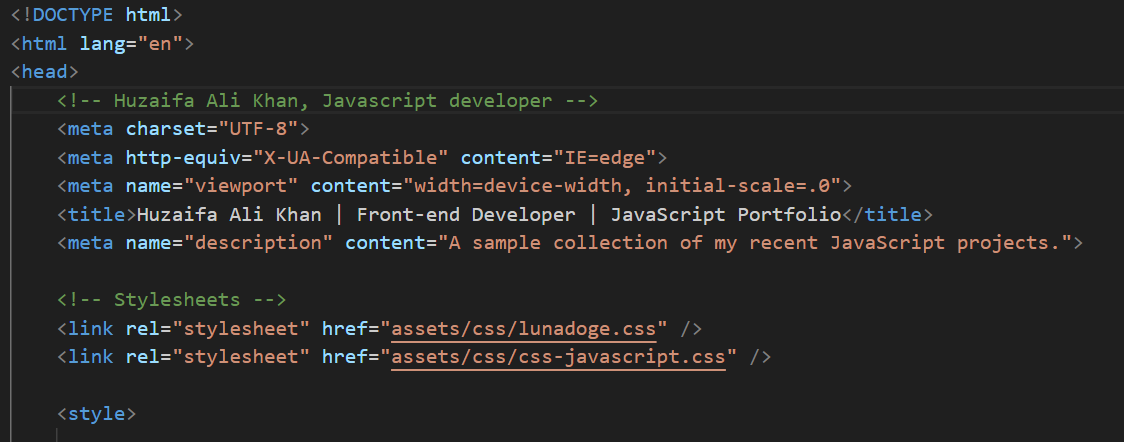 <!DOCTYPE html>
<html lang="en">
<head>
    <!-- Huzaifa Ali Khan, Javascript developer -->
    <meta charset="UTF-8">
    <meta http-equiv="X-UA-Compatible" content="IE=edge">
    <meta name="viewport" content="width=device-width, initial-scale=.0">
    <title>Huzaifa Ali Khan | Front-end Developer | JavaScript Portfolio</title>
    <meta name="description" content="A sample collection of my recent JavaScript projects.">

    <!-- Stylesheets -->
    <link rel="stylesheet" href="assets/css/lunadoge.css" />
    <link rel="stylesheet" href="assets/css/css-javascript.css" />

    <style>